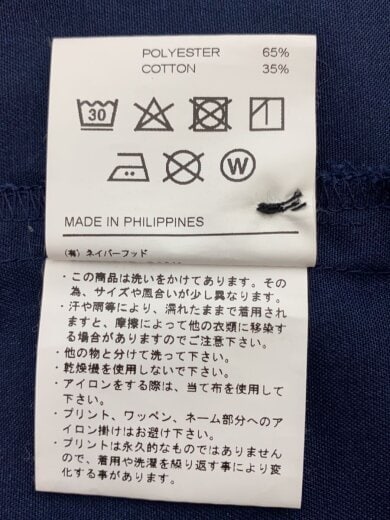 POLYESTER 65%
COTTON 35%
30
W
MADE IN PHILIPPINES
(有) ネイバーフッド
・この商品は洗いをかけてあります。その
為、サイズや風合いが少し異なります。
・汗や雨等により、濡れたままで着用され
ますと、摩擦によって他の衣類に移染す
る場合がありますのでご注意下さい。
・他の物と分けて洗って下さい。
・乾燥機を使用しないで下さい。
・アイロンをする際は、当て布を使用して
下さい。
・プリント、ワッペン、ネーム部分へのア
イロン掛けはお避け下さい。
・プリントは永久的なものではありません
ので、着用や洗濯を繰り返す事により変
化する事があります。